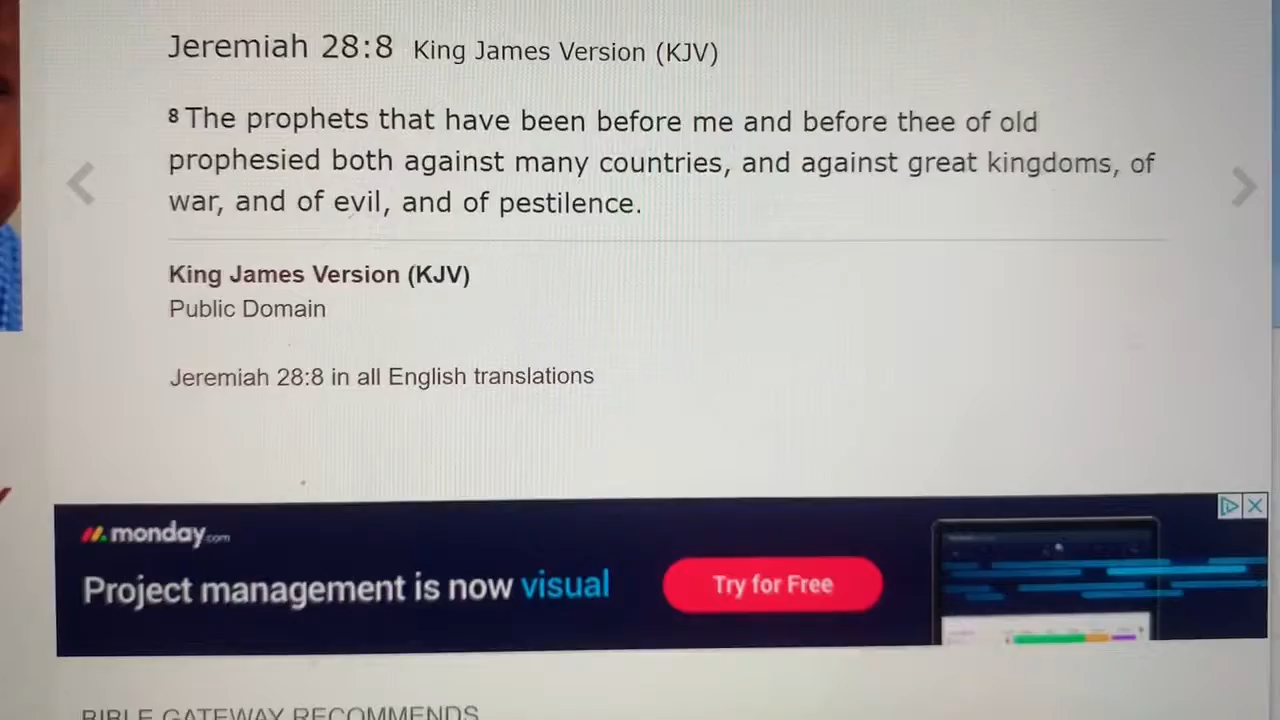 Jeremiah 28:8 King James Version (KJV)
8 The prophets that have been before me and before thee of old
prophesied both against many countries, and against great kingdoms, of
war, and of evil, and of pestilence.
King James Version (KJV)
Public Domain
Jeremiah 28:8 in all English translations
monday.com
Project management is now visual
Try for Free
BIBLE GATEWAY RECOMMENDS